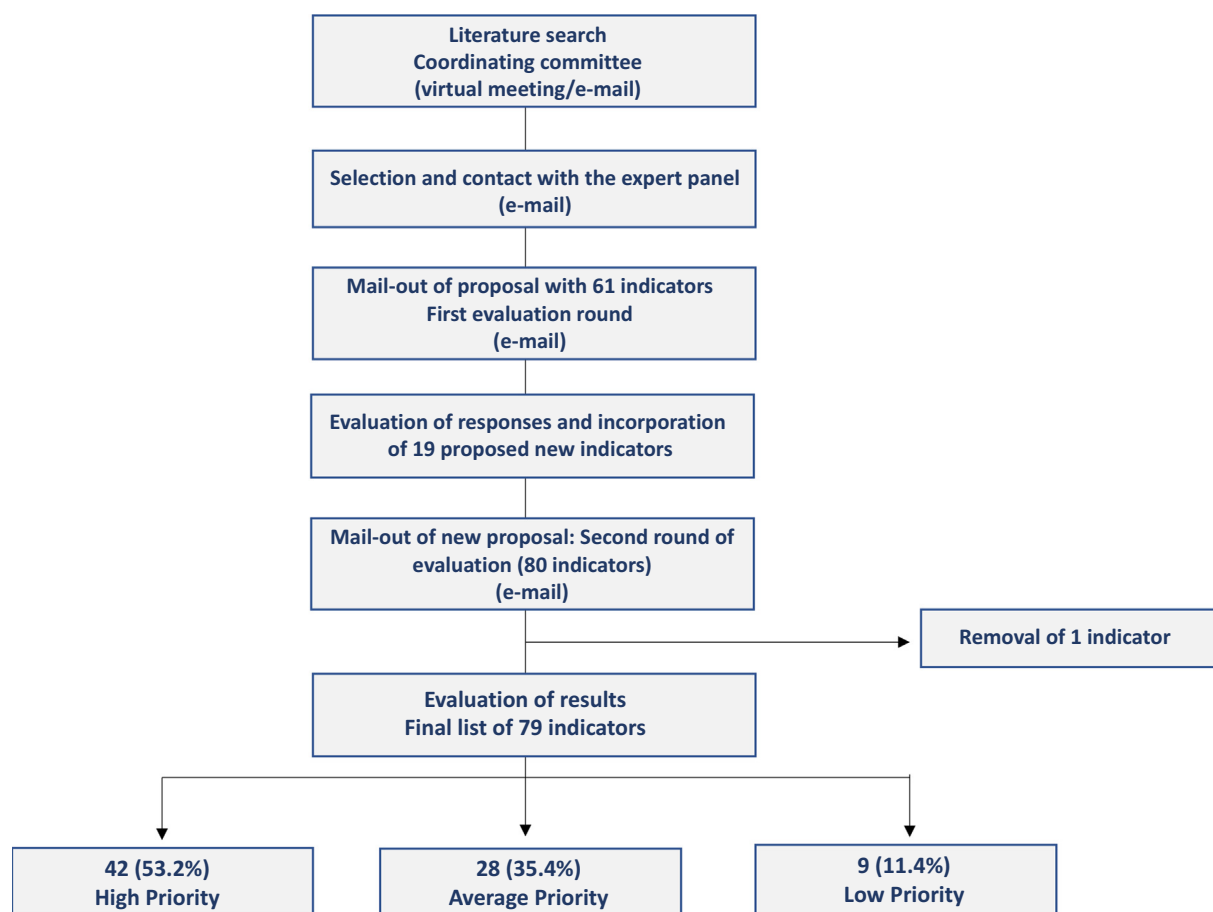 Literature search
Coordinating committee
(virtual meeting/e-mail)
Selection and contact with the expert panel
(e-mail)
Mail-out of proposal with 61 indicators
First evaluation round
(e-mail)
Evaluation of responses and incorporation
of 19 proposed new indicators
Mail-out of new proposal: Second round of
evaluation (80 indicators)
(e-mail)
Removal of 1 indicator
Evaluation of results
Final list of 79 indicators
42 (53.2%)
High Priority
28 (35.4%)
Average Priority
9 (11.4%)
Low Priority